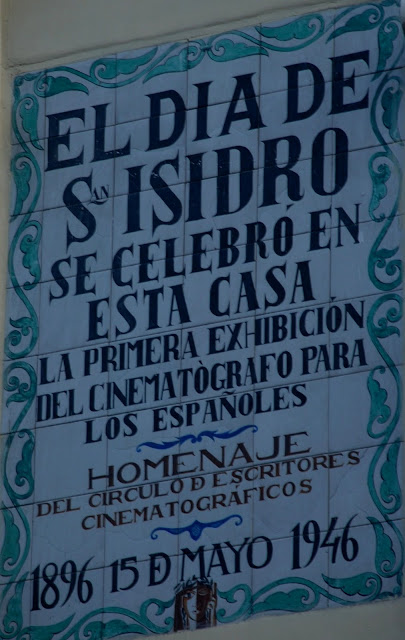 EL DIA DE
SAN ISIDRO
SE CELEBRÓ EN
ESTA CASA
LA PRIMERA EXHIBICIÓN
DEL CINEMATÒGRAFO PARA
LOS ESPAÑOLES
HOMENAJE
DEL CIRCULO D ESCRITORES
CINEMATOGRÁFICOS
1896 15 D MAYO 1946